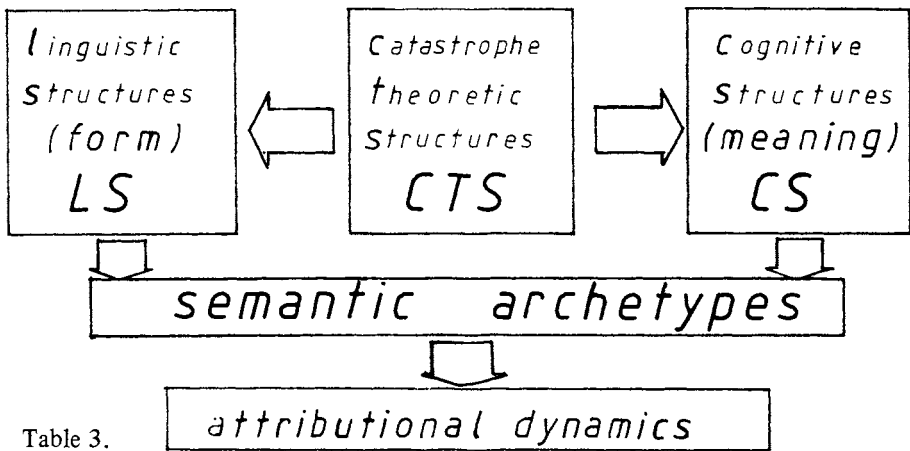 linguistic
structures
(form)
LS
Catastrophe
theoretic
Structures
CTS
Cognitive
Structures
(meaning)
CS
semantic archetypes
attributional dynamics
Table 3.